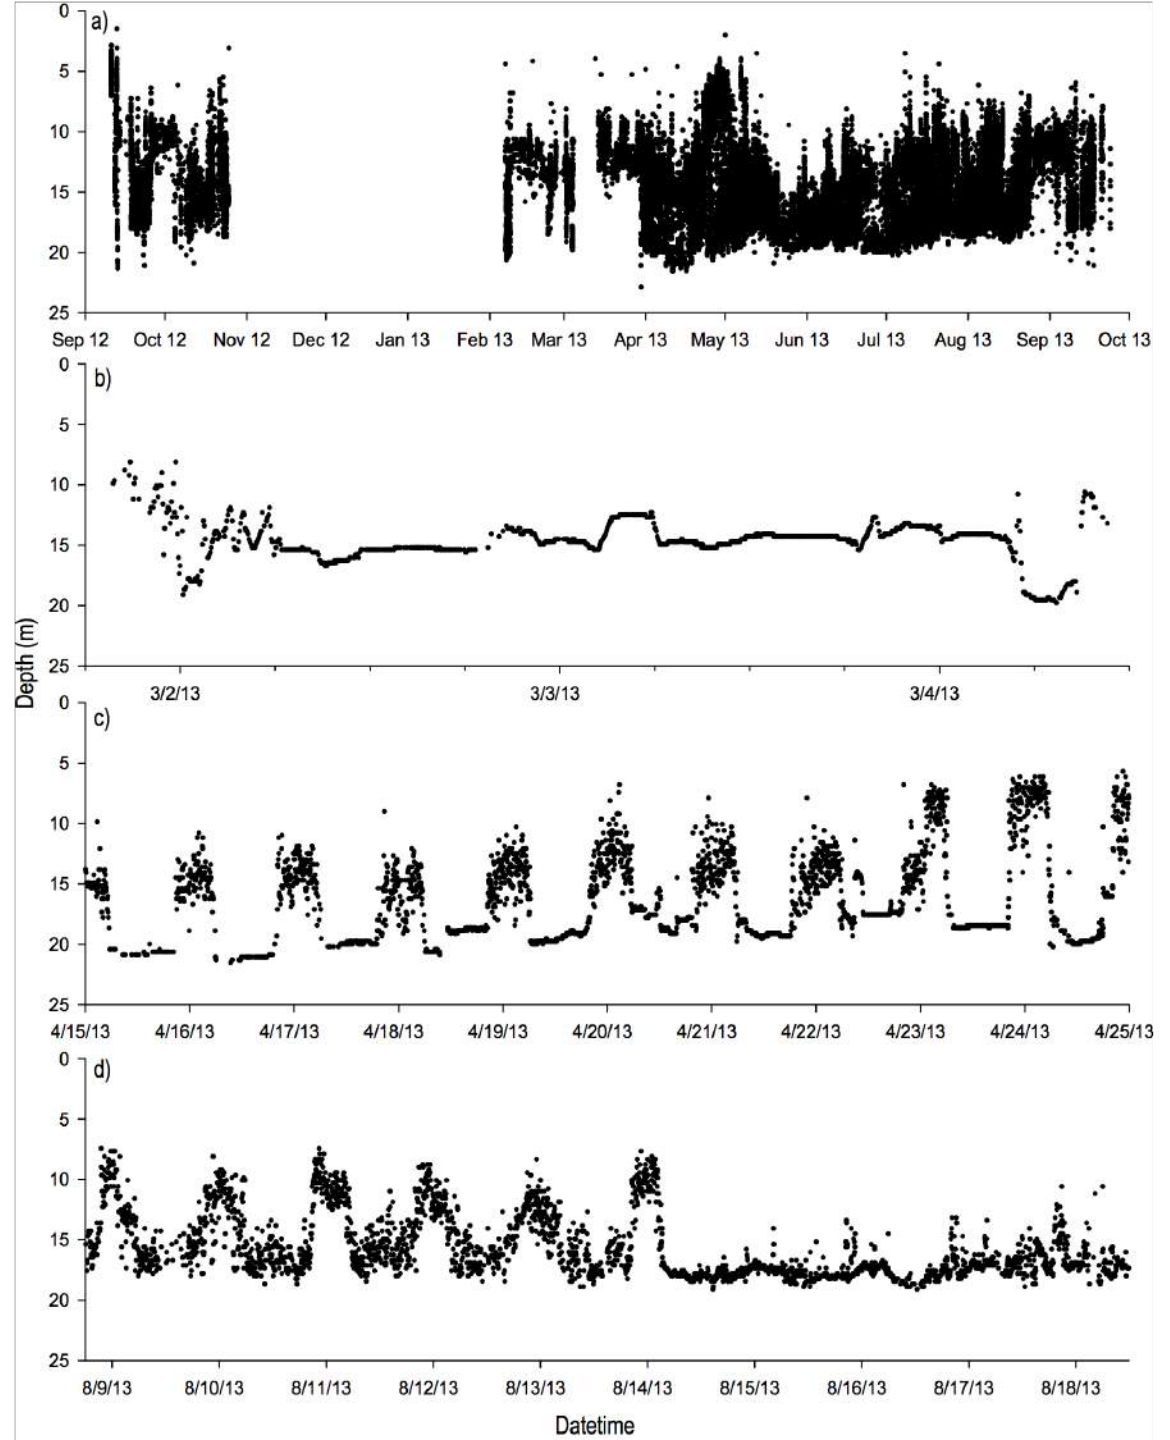 a)
0
5
10
15
20
25
Sep 12 Oct 12 Nov 12 Dec 12 Jan 13 Feb 13 Mar 13 Apr 13 May 13 Jun 13 Jul 13 Aug 13 Sep 13 Oct 13
b)
0
5
10
15
20
25
3/2/13 3/3/13 3/4/13
Depth (m)
c)
0
5
10
15
20
25
4/15/13 4/16/13 4/17/13 4/18/13 4/19/13 4/20/13 4/21/13 4/22/13 4/23/13 4/24/13 4/25/13
d)
0
5
10
15
20
25
8/9/13 8/10/13 8/11/13 8/12/13 8/13/13 8/14/13 8/15/13 8/16/13 8/17/13 8/18/13
Datetime